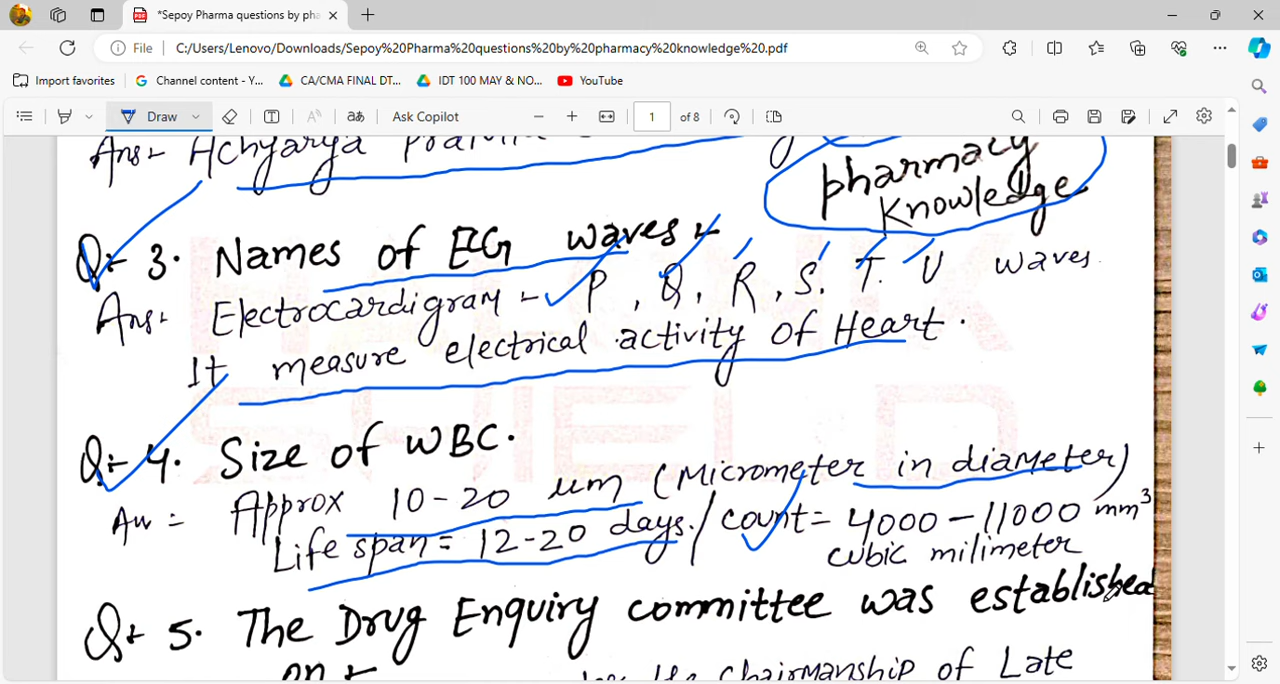 *Sepoy Pharma questions by pha
File C:/Users/Lenovo/Downloads/Sepoy%20Pharma%20questions%20by%20pharmacy%20knowledge%20.pdf
Import favorites Channel content - Y... CA/CMA FINAL DT... IDT 100 MAY & NO... YouTube
Draw Ask Copilot 1 of 8
Ans:- Achyarya
pharmacy
Knowledge
Q:- 3. Names of ECG waves :-
Ans:- Electrocardigram - P, Q, R, S. T. U waves.
It measure electrical activity of Heart.
Q:- 4. Size of WBC.
An = Approx 10-20 um (Micrometer in diameter)
Life span = 12-20 days. / count = 4000 - 11000 mm³
cubic milimeter
Q:- 5. The Drug Enquiry committee was established
on :-
chairmanship of Late
HAWK
SHIELD